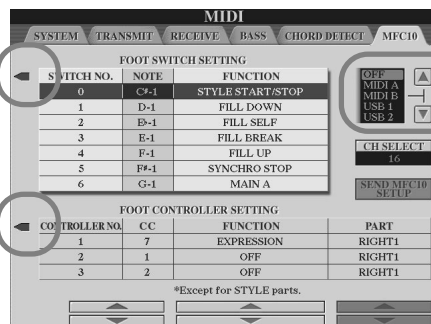 MIDI
SYSTEM TRANSMIT RECEIVE BASS CHORD DETECT MFC10
FOOT SWITCH SETTING
SWITCH NO. NOTE FUNCTION
0 C#-1 STYLE START/STOP
1 D-1 FILL DOWN
2 E♭-1 FILL SELF
3 E-1 FILL BREAK
4 F-1 FILL UP
5 F#-1 SYNCHRO STOP
6 G-1 MAIN A
OFF
MIDI A
MIDI B
USB 1
USB 2
CH SELECT
16
SEND MFC10
SETUP
FOOT CONTROLLER SETTING
CONTROLLER NO. CC FUNCTION PART
1 7 EXPRESSION RIGHT1
2 1 OFF RIGHT1
3 2 OFF RIGHT1
*Except for STYLE parts.